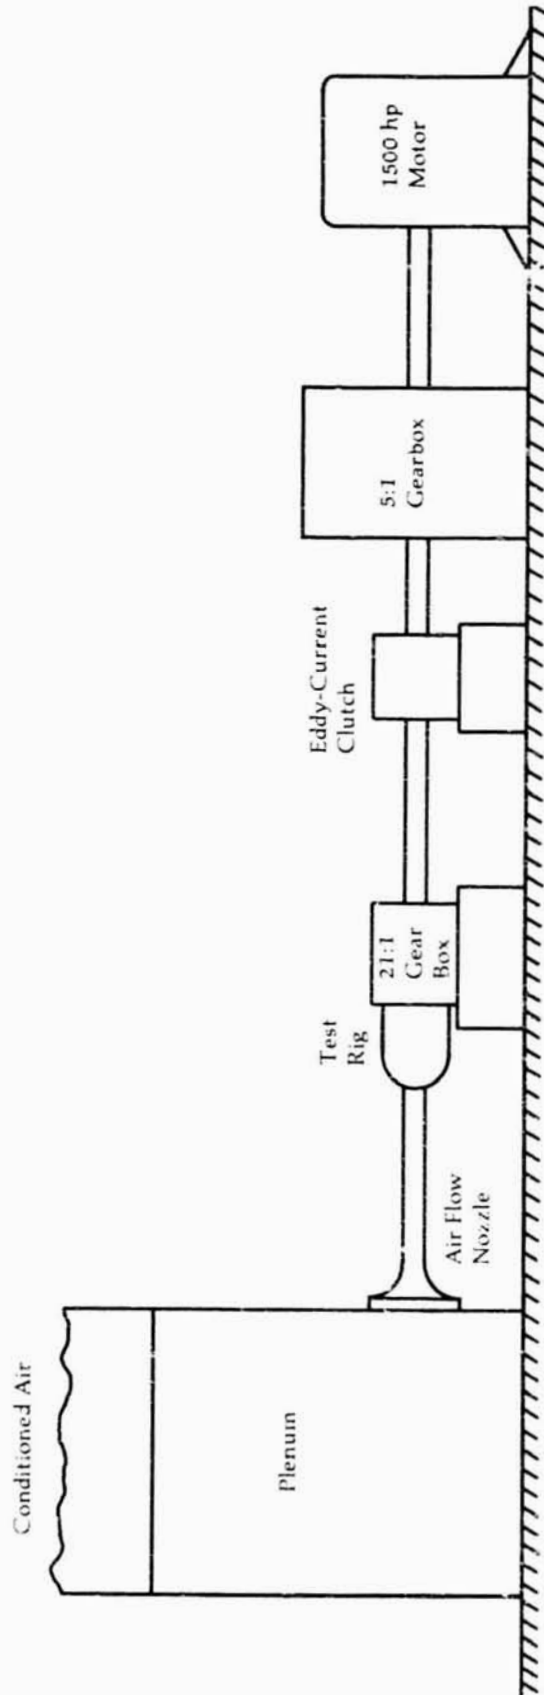 Conditioned Air
Plenum
Air Flow
Nozzle
Test
Rig
21:1
Gear
Box
Eddy-Current
Clutch
5:1
Gearbox
1500 hp
Motor